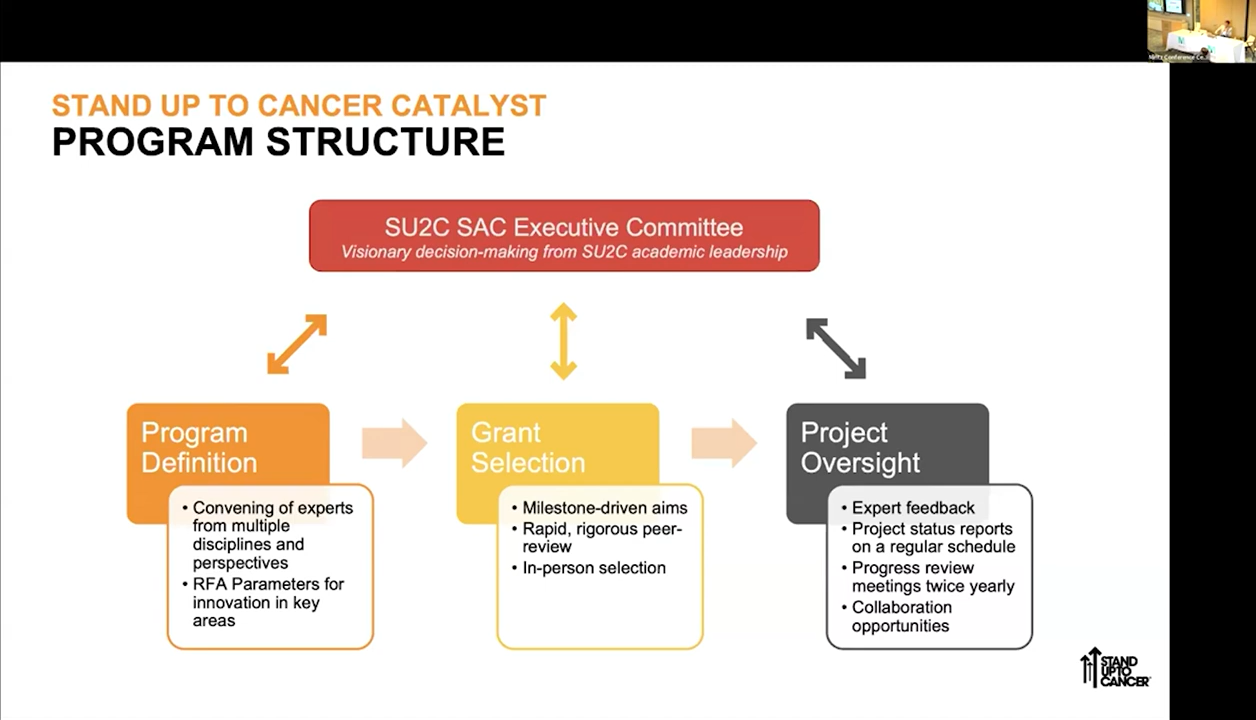 STAND UP TO CANCER CATALYST
PROGRAM STRUCTURE
SU2C SAC Executive Committee
Visionary decision-making from SU2C academic leadership
Program
Definition
• Convening of experts
from multiple
disciplines and
perspectives
• RFA Parameters for
innovation in key
areas
Grant
Selection
• Milestone-driven aims
• Rapid, rigorous peer-
review
• In-person selection
Project
Oversight
• Expert feedback
• Project status reports
on a regular schedule
• Progress review
meetings twice yearly
• Collaboration
opportunities
STAND
UP TO
CANCER